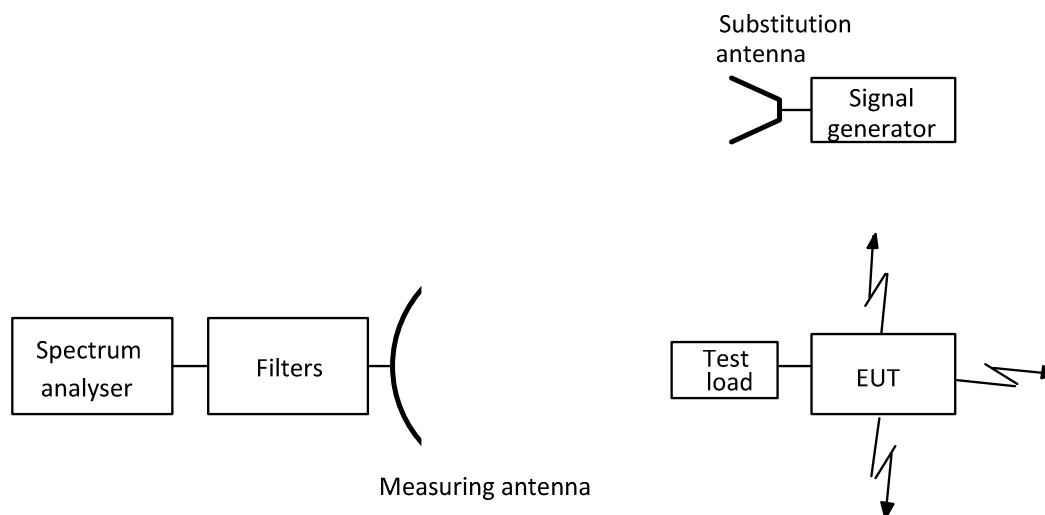 Substitution
antenna
Signal
generator
Spectrum
analyser
Filters
Test
load
EUT
Measuring antenna